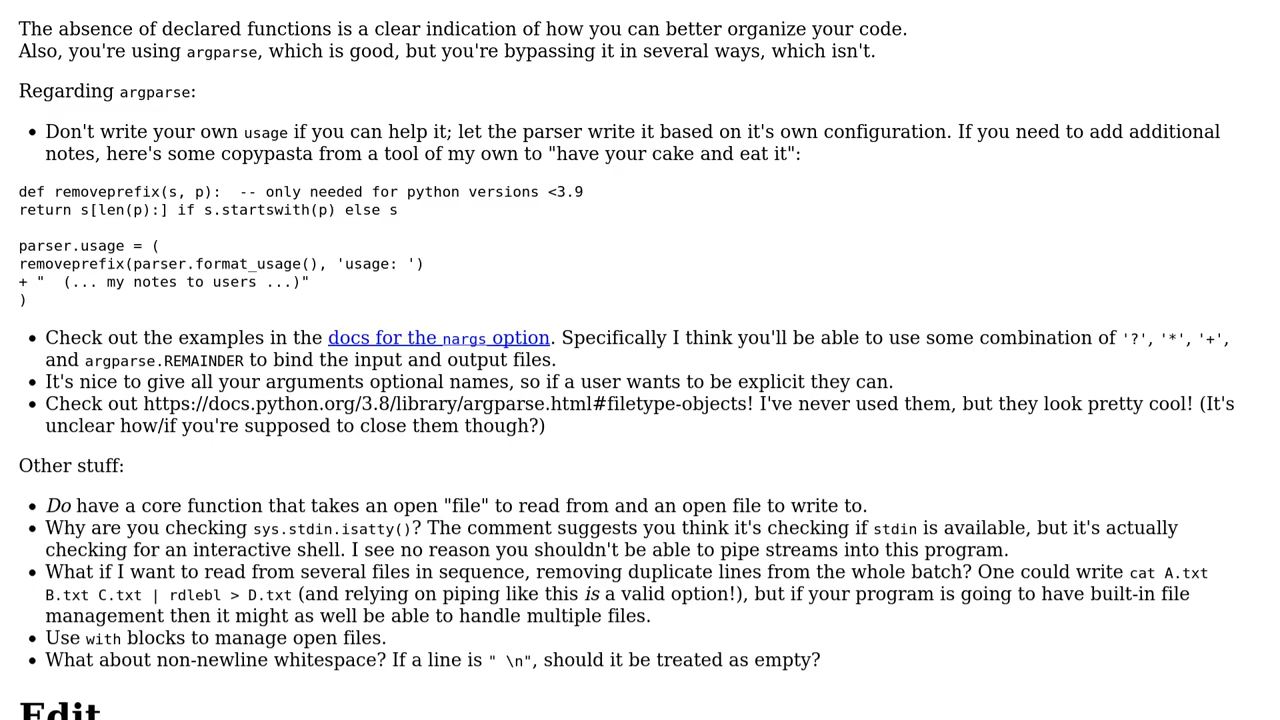 The absence of declared functions is a clear indication of how you can better organize your code.
Also, you're using argparse, which is good, but you're bypassing it in several ways, which isn't.
Regarding argparse:
• Don't write your own usage if you can help it; let the parser write it based on it's own configuration. If you need to add additional
notes, here's some copypasta from a tool of my own to "have your cake and eat it":
def removeprefix(s, p):  -- only needed for python versions <3.9
return s[len(p):] if s.startswith(p) else s
parser.usage = (
removeprefix(parser.format_usage(), 'usage: ')
+ "  (... my notes to users ...)"
)
• Check out the examples in the docs for the nargs option. Specifically I think you'll be able to use some combination of '?', '*', '+',
and argparse.REMAINDER to bind the input and output files.
• It's nice to give all your arguments optional names, so if a user wants to be explicit they can.
• Check out https://docs.python.org/3.8/library/argparse.html#filetype-objects! I've never used them, but they look pretty cool! (It's
unclear how/if you're supposed to close them though?)
Other stuff:
• Do have a core function that takes an open "file" to read from and an open file to write to.
• Why are you checking sys.stdin.isatty()? The comment suggests you think it's checking if stdin is available, but it's actually
checking for an interactive shell. I see no reason you shouldn't be able to pipe streams into this program.
• What if I want to read from several files in sequence, removing duplicate lines from the whole batch? One could write cat A.txt
B.txt C.txt | rdlebl > D.txt (and relying on piping like this is a valid option!), but if your program is going to have built-in file
management then it might as well be able to handle multiple files.
• Use with blocks to manage open files.
• What about non-newline whitespace? If a line is " \n", should it be treated as empty?
Edit